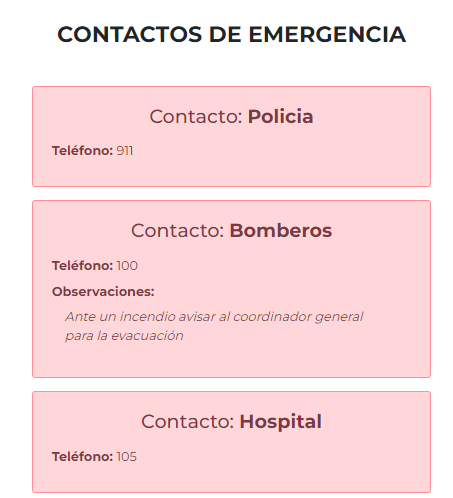 CONTACTOS DE EMERGENCIA
Contacto: Policia
Teléfono: 911
Contacto: Bomberos
Teléfono: 100
Observaciones:
Ante un incendio avisar al coordinador general
para la evacuación
Contacto: Hospital
Teléfono: 105